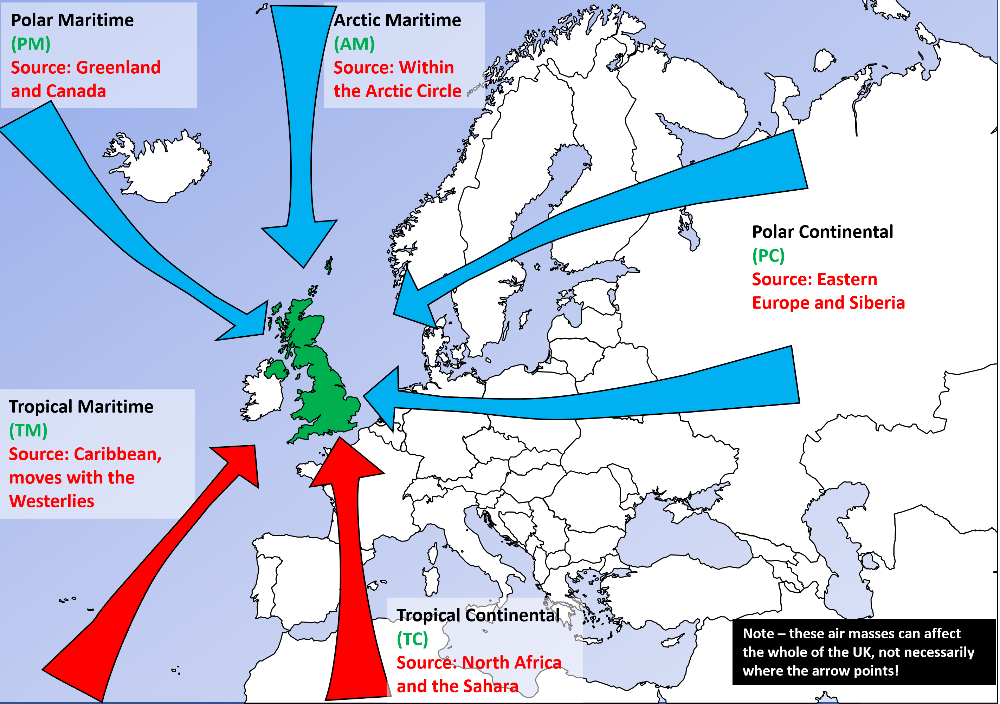 Polar Maritime
(PM)
Source: Greenland
and Canada
Arctic Maritime
(AM)
Source: Within
the Arctic Circle
Polar Continental
(PC)
Source: Eastern
Europe and Siberia
Tropical Maritime
(TM)
Source: Caribbean,
moves with the
Westerlies
Tropical Continental
(TC)
Source: North Africa
and the Sahara
Note – these air masses can affect
the whole of the UK, not necessarily
where the arrow points!